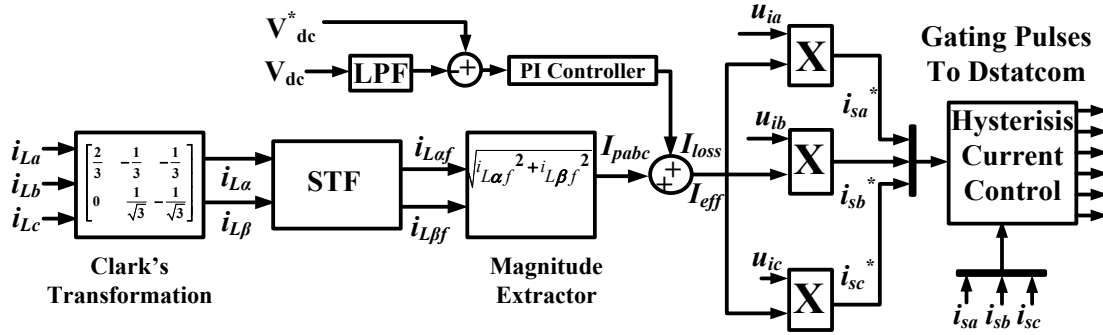 V*dc
Vdc
LPF
- +
PI Controller
uia
X
isa*
Gating Pulses
To Dstatcom
iLa
iLb
iLc
2/3 -1/3 -1/3
0 1/√3 -1/√3
iLα
iLβ
STF
iLαf
iLβf
√iLαf² + iLβf²
Ipabc
Iloss
+ +
Ieff
uib
X
isb*
Hysterisis
Current
Control
Clark's
Transformation
Magnitude
Extractor
uic
X
isc*
isa isb isc